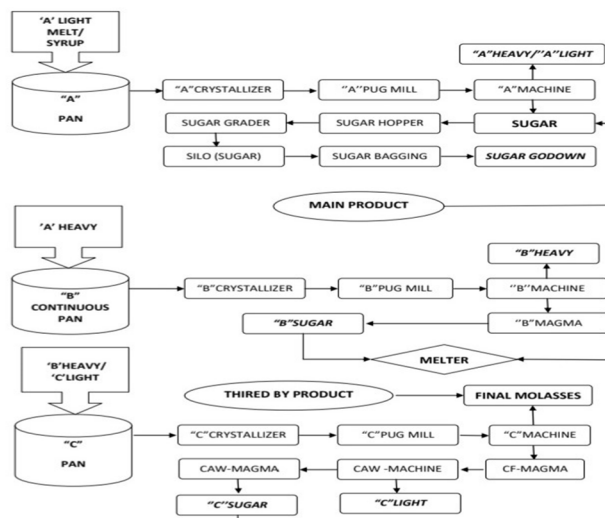 'A' LIGHT
MELT/
SYRUP
"A"HEAVY/"A"LIGHT
"A"
PAN
"A"CRYSTALLIZER
"A"PUG MILL
"A"MACHINE
SUGAR GRADER
SUGAR HOPPER
SUGAR
SILO (SUGAR)
SUGAR BAGGING
SUGAR GODOWN
MAIN PRODUCT
'A' HEAVY
"B"HEAVY
"B"
CONTINUOUS
PAN
"B"CRYSTALLIZER
"B"PUG MILL
"B"MACHINE
"B"SUGAR
"B"MAGMA
MELTER
'B'HEAVY/
'C'LIGHT
THIRED BY PRODUCT
FINAL MOLASSES
"C"
PAN
"C"CRYSTALLIZER
"C"PUG MILL
"C"MACHINE
CAW-MAGMA
CAW -MACHINE
CF-MAGMA
"C"SUGAR
"C"LIGHT